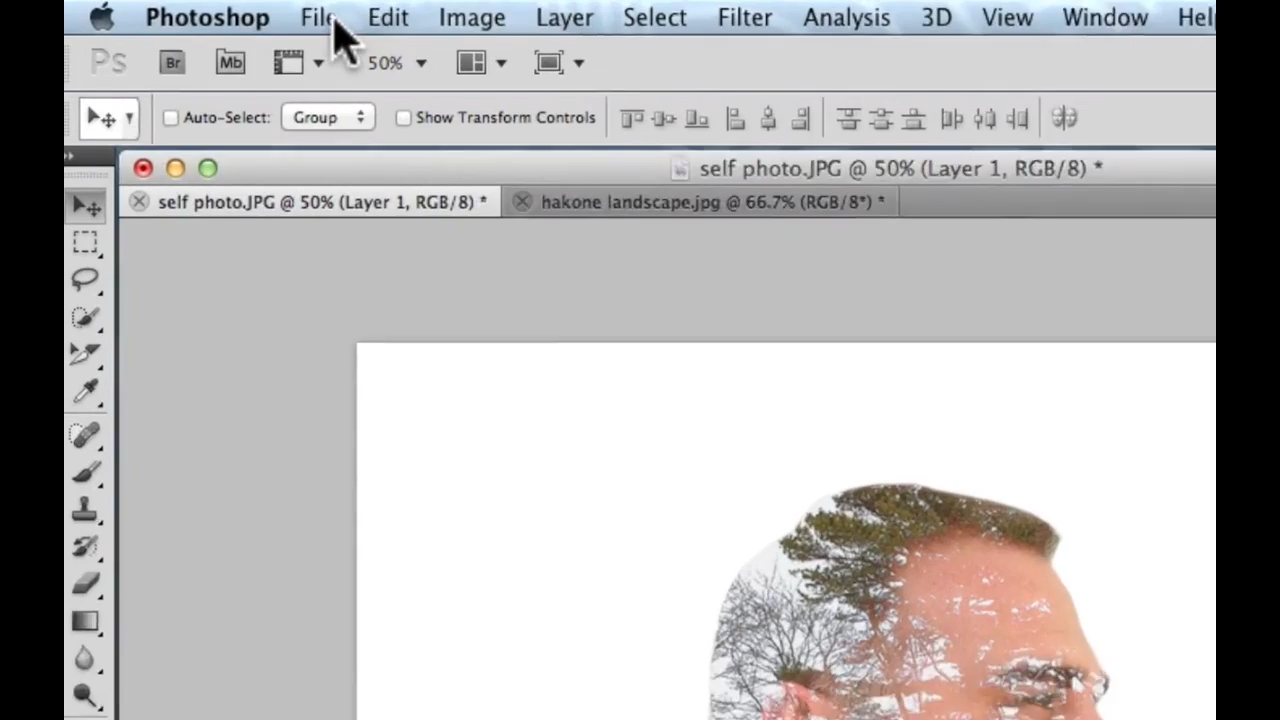 Photoshop File Edit Image Layer Select Filter Analysis 3D View Window
Ps Br Mb 50%
Auto-Select: Group Show Transform Controls
self photo.JPG @ 50% (Layer 1, RGB/8) *
self photo.JPG @ 50% (Layer 1, RGB/8) * hakone landscape.jpg @ 66.7% (RGB/8*) *